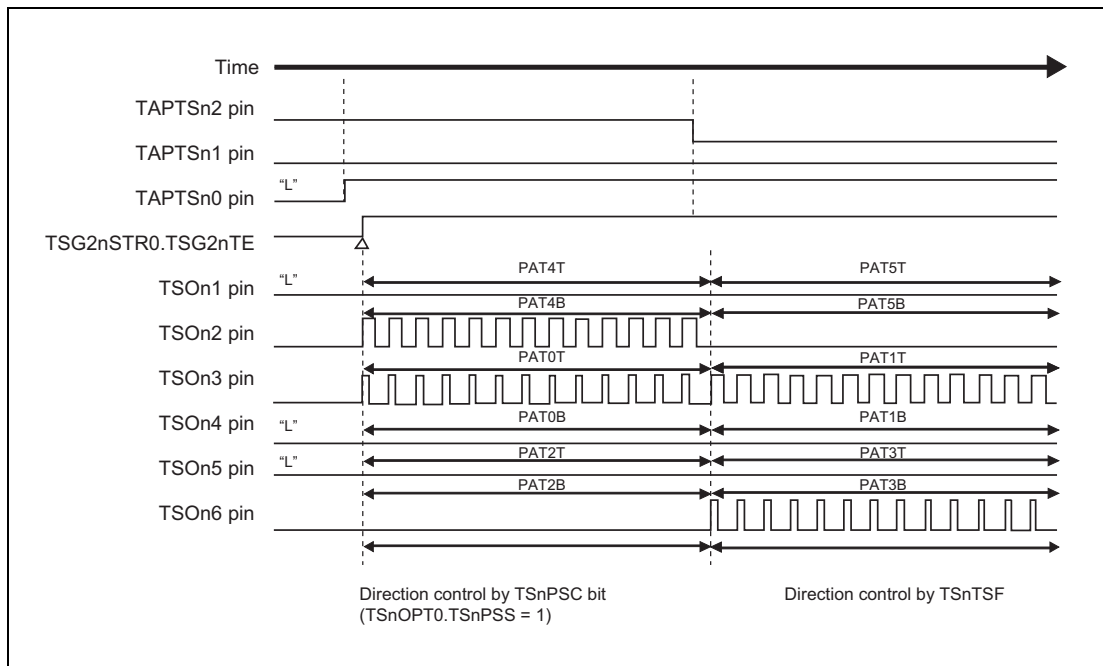 Time
TAPTSn2 pin
TAPTSn1 pin
TAPTSn0 pin
"L"
TSG2nSTR0.TSG2nTE
TSOn1 pin
"L"
PAT4T
PAT5T
TSOn2 pin
PAT4B
PAT5B
TSOn3 pin
PAT0T
PAT1T
TSOn4 pin
"L"
PAT0B
PAT1B
TSOn5 pin
"L"
PAT2T
PAT3T
TSOn6 pin
PAT2B
PAT3B
Direction control by TSnPSC bit
(TSnOPT0.TSnPSS = 1)
Direction control by TSnTSF